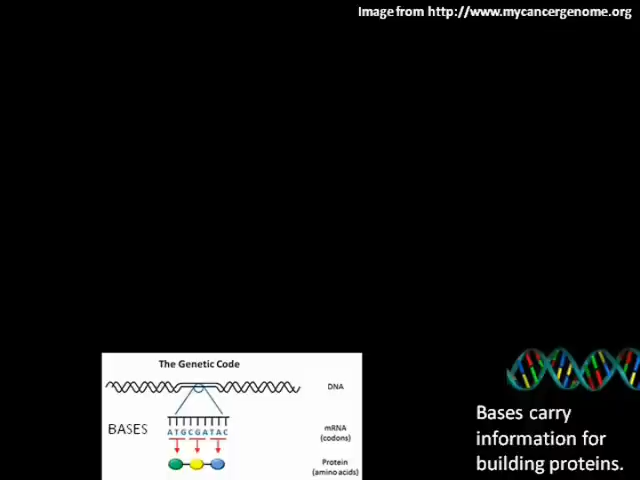 Image from http://www.mycancergenome.org
The Genetic Code
DNA
BASES
ATGCGATAC
mRNA
(codons)
Protein
(amino acids)
Bases carry
information for
building proteins.